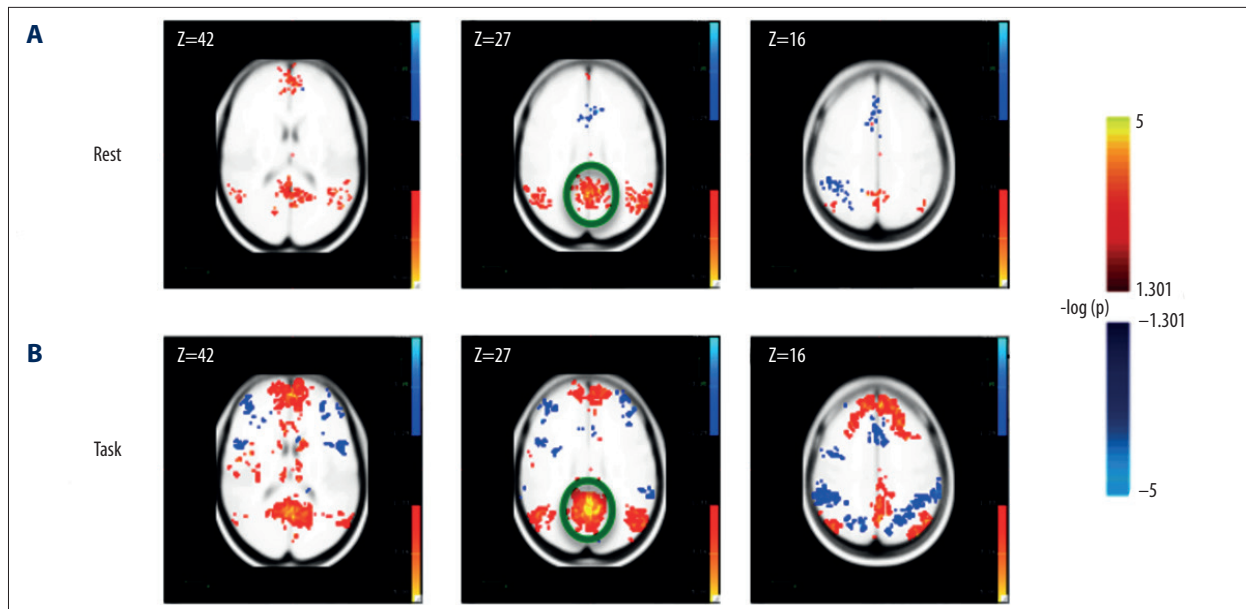 A
Z=42
Z=27
Z=16
Rest
5
1.301
-log (p)
−1.301
−5
B
Z=42
Z=27
Z=16
Task